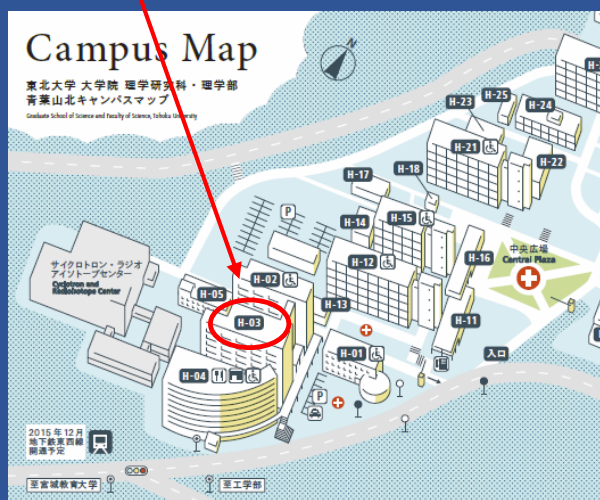 Campus Map
N
東北大学 大学院 理学研究科・理学部
青葉山北キャンパスマップ
Graduate School of Science and Faculty of Science, Tohoku University
H-25
H-23
H-24
H-21
H-22
H-17
H-18
P
H-14
H-15
中央広場
Central Plaza
H-16
サイクロトロン・ラジオ
アイソトープセンター
Cyclotron and
Radioisotope Center
H-12
H-02
H-05
H-13
H-03
H-11
H-01
入口
H-04
P
2015年12月
地下鉄東西線
開通予定
至宮城教育大学
至工学部